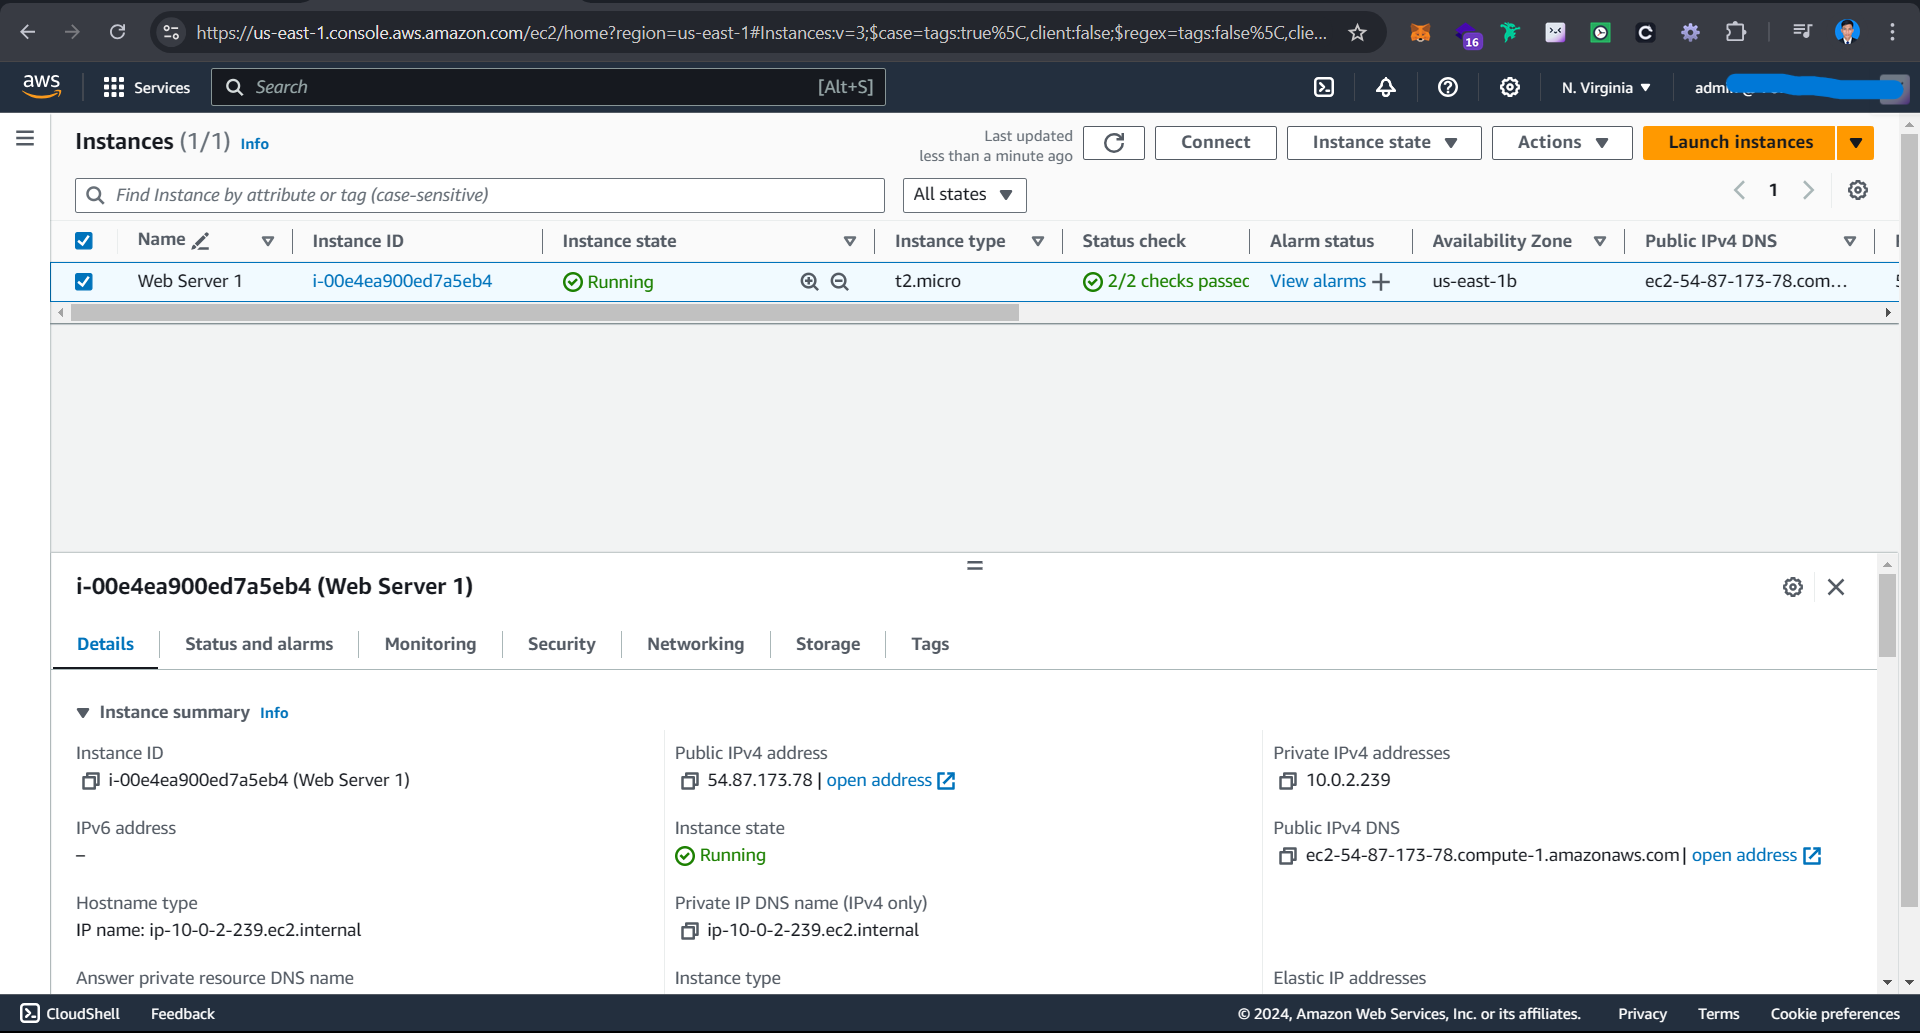 https://us-east-1.console.aws.amazon.com/ec2/home?region=us-east-1#Instances:v=3;$case=tags:true%5C,client:false;$regex=tags:false%5C,clie...
16
aws Services Search [Alt+S] N. Virginia
Instances (1/1) Info
Last updated
less than a minute ago
Connect Instance state Actions Launch instances
Find Instance by attribute or tag (case-sensitive) All states 1
Name Instance ID Instance state Instance type Status check Alarm status Availability Zone Public IPv4 DNS
Web Server 1 i-00e4ea900ed7a5eb4 Running t2.micro 2/2 checks passec View alarms us-east-1b ec2-54-87-173-78.com...
i-00e4ea900ed7a5eb4 (Web Server 1)
Details Status and alarms Monitoring Security Networking Storage Tags
Instance summary Info
Instance ID Public IPv4 address Private IPv4 addresses
i-00e4ea900ed7a5eb4 (Web Server 1) 54.87.173.78 | open address 10.0.2.239
IPv6 address Instance state Public IPv4 DNS
– Running ec2-54-87-173-78.compute-1.amazonaws.com | open address
Hostname type Private IP DNS name (IPv4 only)
IP name: ip-10-0-2-239.ec2.internal ip-10-0-2-239.ec2.internal
Answer private resource DNS name Instance type Elastic IP addresses
CloudShell Feedback © 2024, Amazon Web Services, Inc. or its affiliates. Privacy Terms Cookie preferences